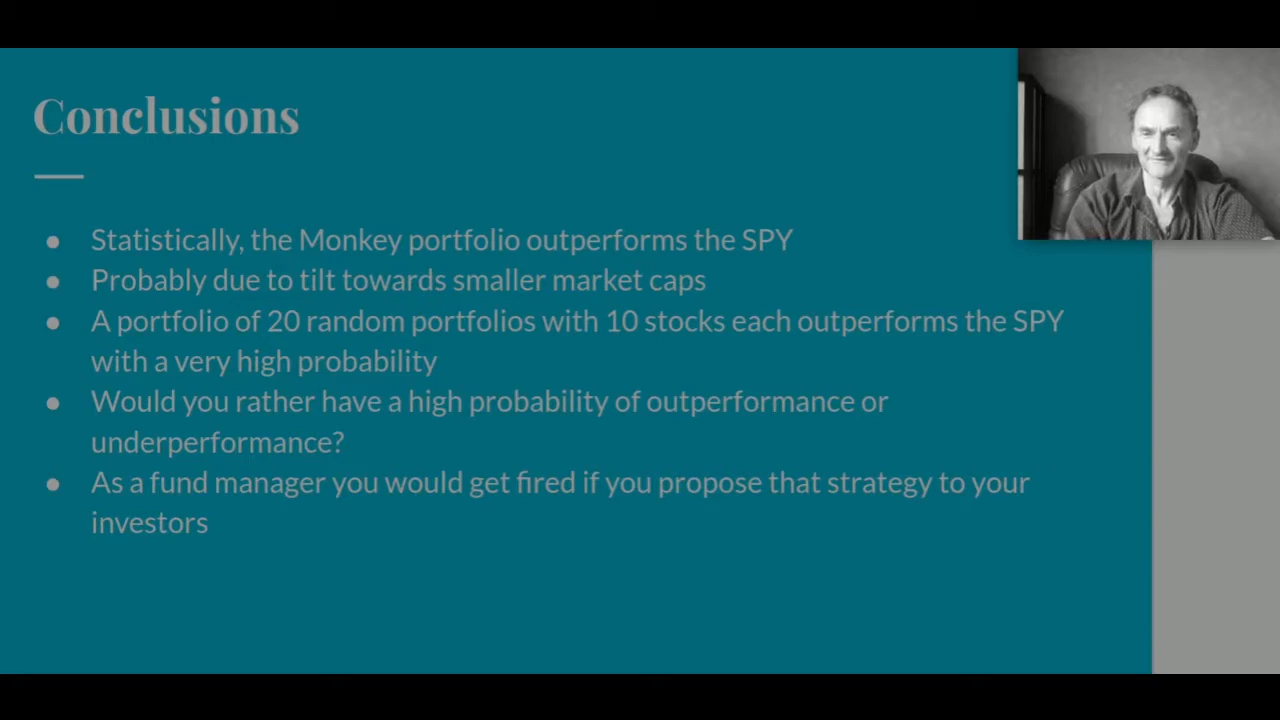 Conclusions
● Statistically, the Monkey portfolio outperforms the SPY
● Probably due to tilt towards smaller market caps
● A portfolio of 20 random portfolios with 10 stocks each outperforms the SPY
with a very high probability
● Would you rather have a high probability of outperformance or
underperformance?
● As a fund manager you would get fired if you propose that strategy to your
investors